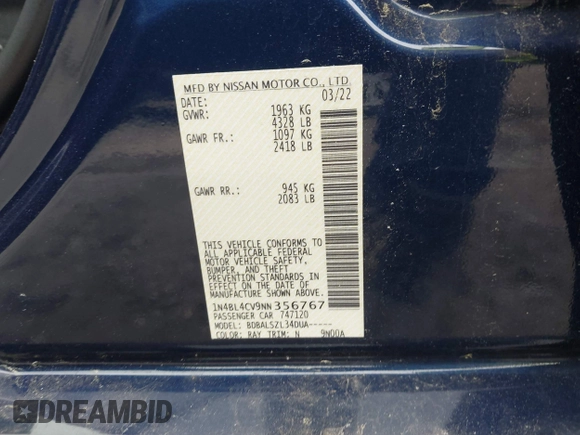 MFD BY NISSAN MOTOR CO., LTD.
DATE: 03/22
GVWR: 1963 KG
4328 LB
GAWR FR.: 1097 KG
2418 LB
GAWR RR.: 945 KG
2083 LB
THIS VEHICLE CONFORMS TO
ALL APPLICABLE FEDERAL
MOTOR VEHICLE SAFETY,
BUMPER, AND THEFT
PREVENTION STANDARDS IN
EFFECT ON THE DATE OF
MANUFACTURE SHOWN ABOVE.
1N4BL4CV9NN356767
PASSENGER CAR 747120
MODEL: BDBALSZL34DUA-----
COLOR: RAY TRIM: N 9N00A
DREAMBID